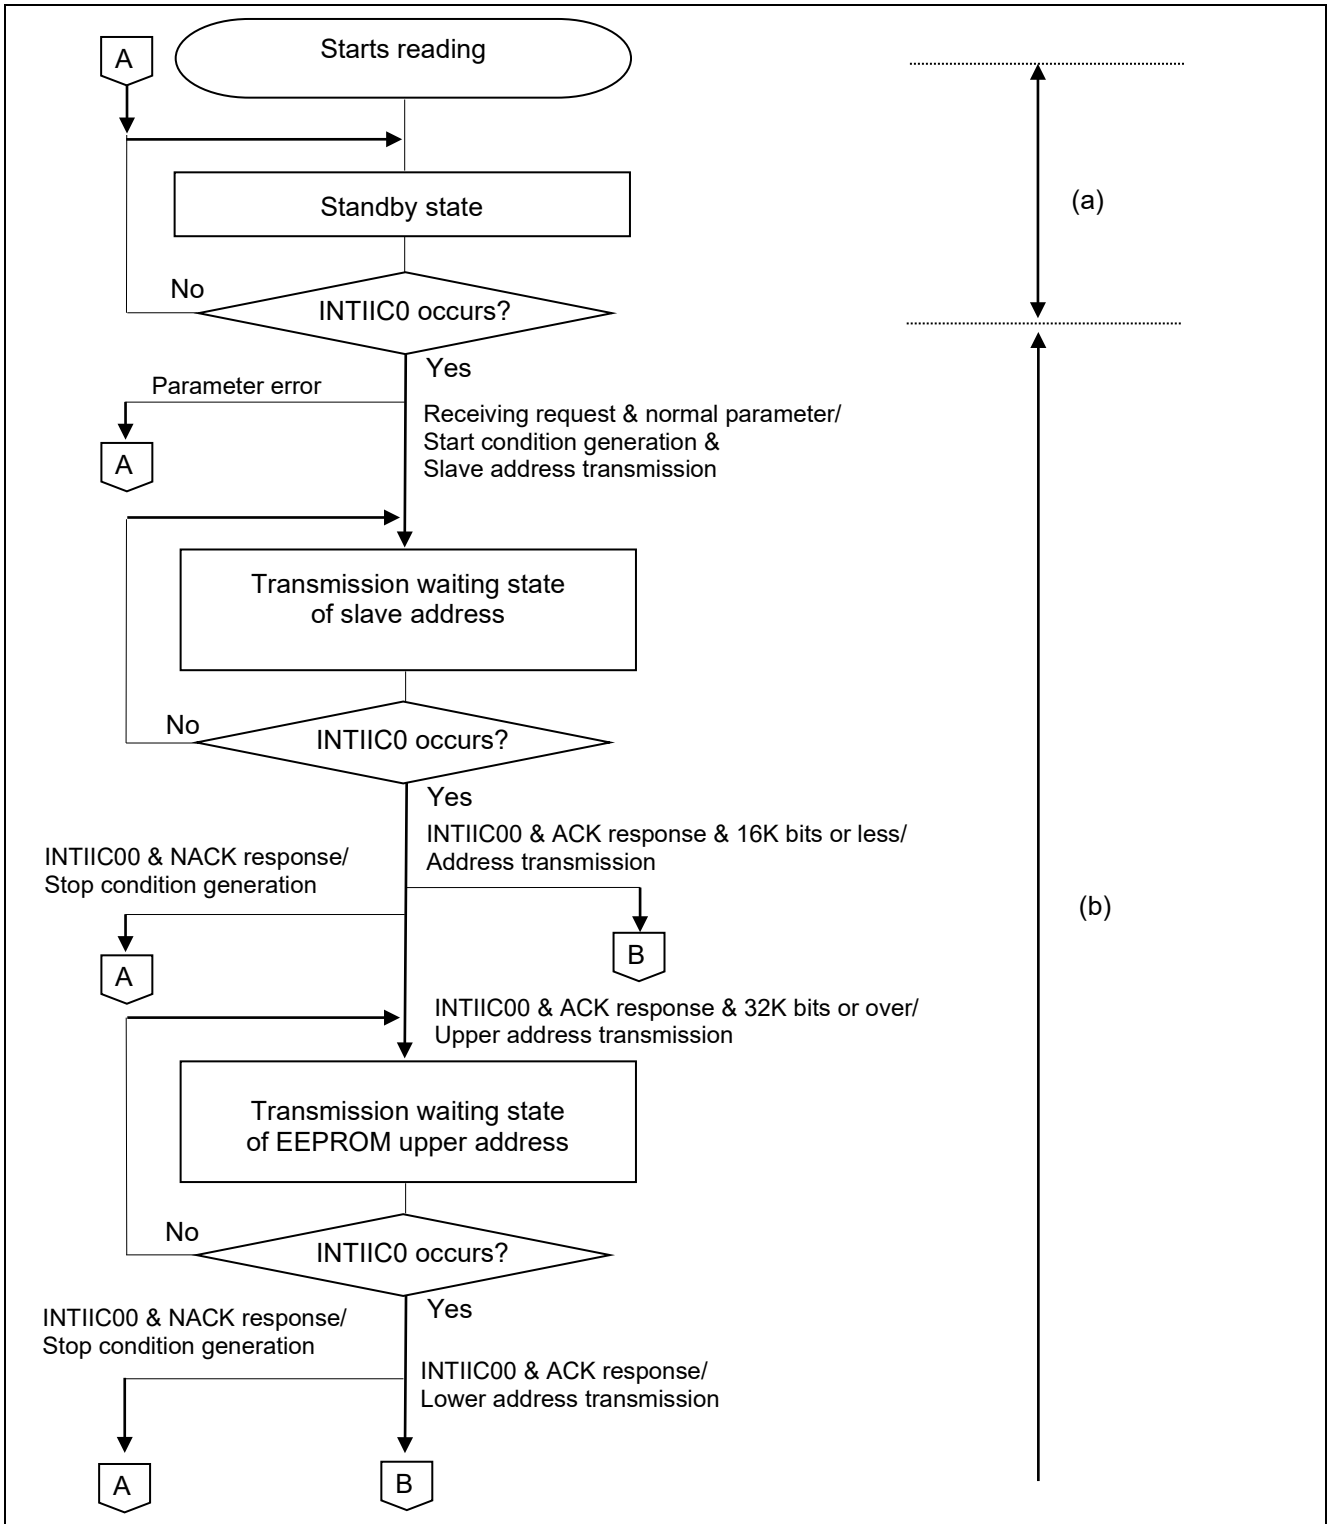 A
Starts reading
Standby state
(a)
No
INTIIC0 occurs?
Yes
Parameter error
Receiving request & normal parameter/
Start condition generation &
Slave address transmission
A
Transmission waiting state
of slave address
No
INTIIC0 occurs?
Yes
INTIIC00 & ACK response & 16K bits or less/
Address transmission
INTIIC00 & NACK response/
Stop condition generation
(b)
A
B
INTIIC00 & ACK response & 32K bits or over/
Upper address transmission
Transmission waiting state
of EEPROM upper address
No
INTIIC0 occurs?
Yes
INTIIC00 & NACK response/
Stop condition generation
INTIIC00 & ACK response/
Lower address transmission
A
B